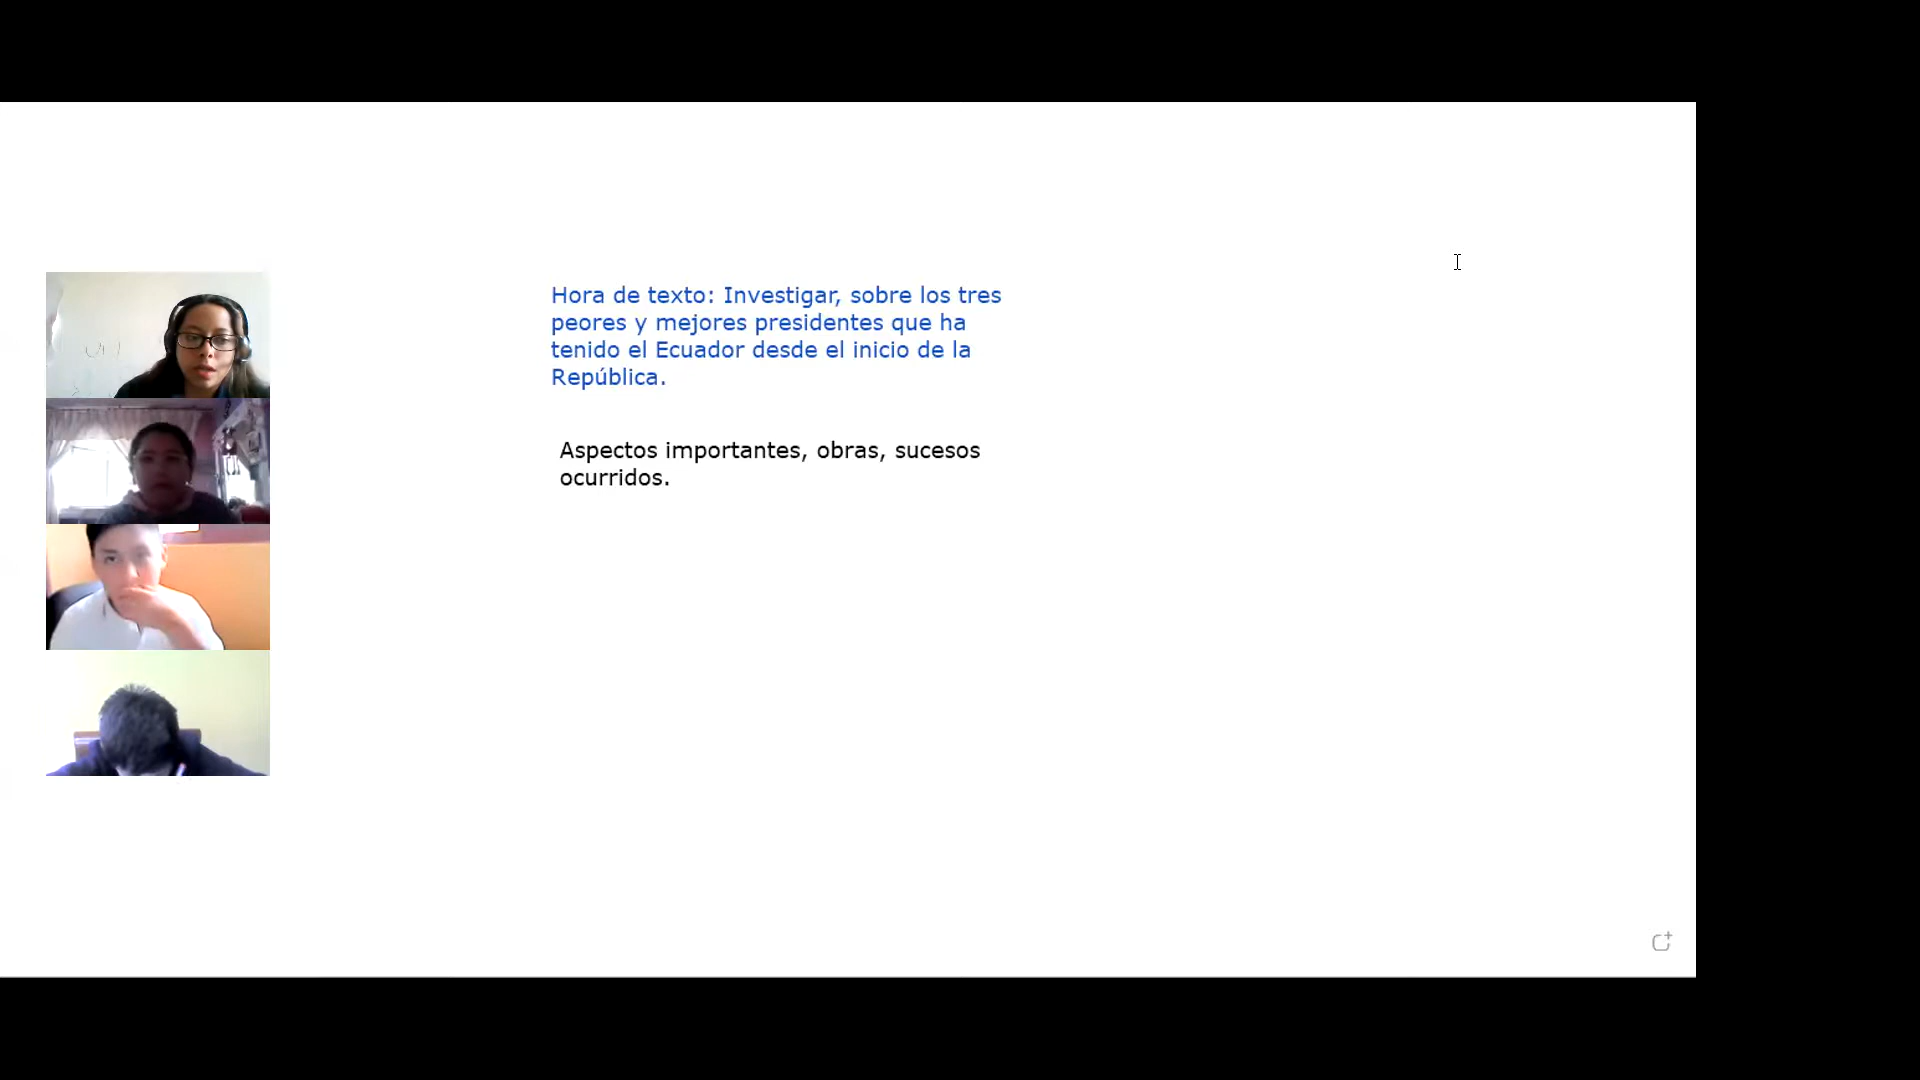 Hora de texto: Investigar, sobre los tres
peores y mejores presidentes que ha
tenido el Ecuador desde el inicio de la
República.
Aspectos importantes, obras, sucesos
ocurridos.